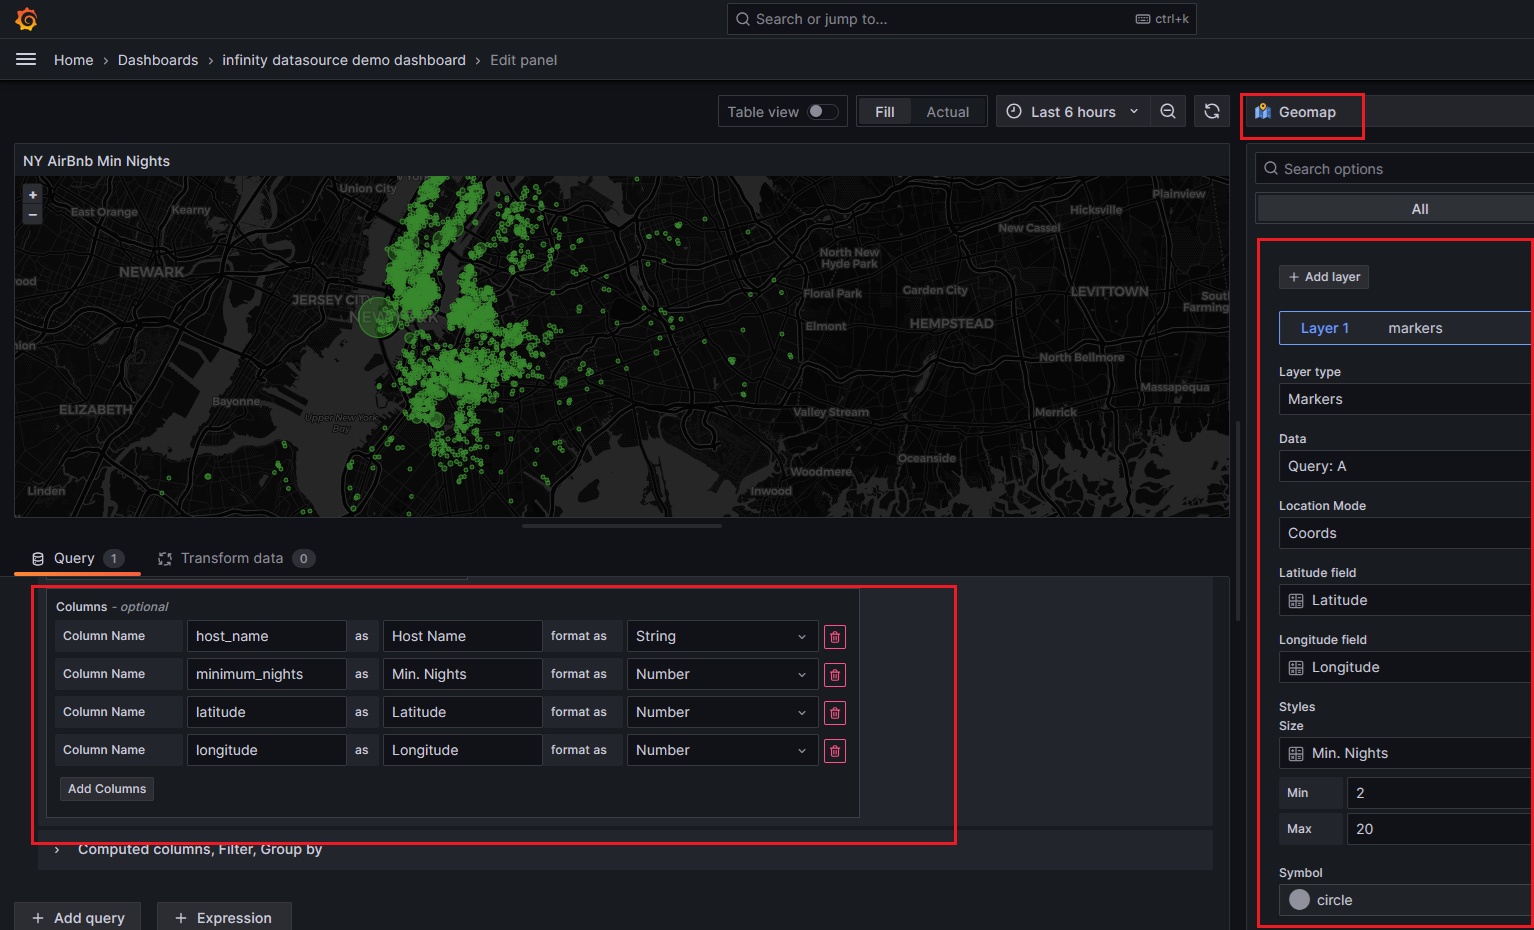 Search or jump to...
ctrl+k
Home › Dashboards › infinity datasource demo dashboard › Edit panel
Table view
Fill
Actual
Last 6 hours
Geomap
NY AirBnb Min Nights
Search options
All
+
−
Union City
East Orange
Kearny
NEWARK
JERSEY CITY
ELIZABETH
Bayonne
Upper New York
Bay
Linden
Plainview
Hicksville
New Cassel
North New
Hyde Park
Floral Park
Garden City
LEVITTOWN
South
Farming
Elmont
HEMPSTEAD
North Bellmore
Massapequa
Valley Stream
Merrick
Oceanside
Woodmere
Inwood
+ Add layer
Layer 1 markers
Layer type
Markers
Data
Query: A
Location Mode
Coords
Latitude field
Latitude
Longitude field
Longitude
Styles
Size
Min. Nights
Min 2
Max 20
Symbol
circle
Query 1
Transform data 0
Columns - optional
Column Name host_name as Host Name format as String
Column Name minimum_nights as Min. Nights format as Number
Column Name latitude as Latitude format as Number
Column Name longitude as Longitude format as Number
Add Columns
› Computed columns, Filter, Group by
+ Add query
+ Expression